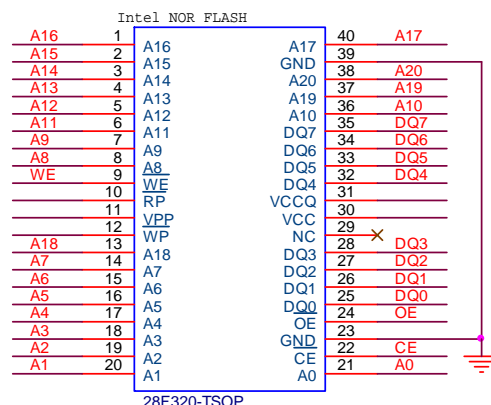 Intel NOR FLASH
A16 1 A16 A17 40 A17
A15 2 A15 GND 39
A14 3 A14 A20 38 A20
A13 4 A13 A19 37 A19
A12 5 A12 A10 36 A10
A11 6 A11 DQ7 35 DQ7
A9 7 A9 DQ6 34 DQ6
A8 8 A8 DQ5 33 DQ5
WE 9 WE DQ4 32 DQ4
10 RP VCCQ 31
11 VPP VCC 30
12 WP NC 29
A18 13 A18 DQ3 28 DQ3
A7 14 A7 DQ2 27 DQ2
A6 15 A6 DQ1 26 DQ1
A5 16 A5 DQ0 25 DQ0
A4 17 A4 OE 24 OE
A3 18 A3 GND 23
A2 19 A2 CE 22 CE
A1 20 A1 A0 21 A0
28F320-TSOP